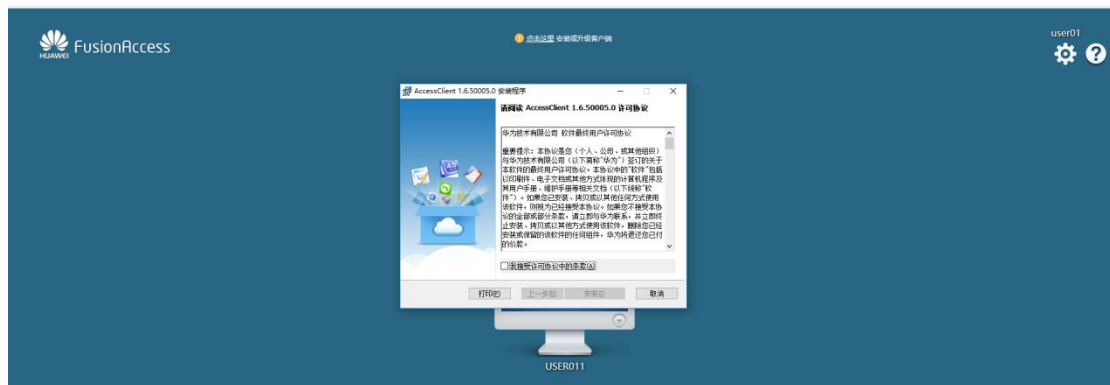 HUAWEI
FusionAccess
点击这里 安装或升级客户端
user01
AccessClient 1.6.50005.0 安装程序
请阅读 AccessClient 1.6.50005.0 许可协议
华为技术有限公司 软件最终用户许可协议
重要提示：本协议是您（个人、公司、或其他组织）
与华为技术有限公司（以下简称“华为”）签订的关于
本软件的最终用户许可协议。本协议中的“软件”包括
以印刷件、电子文档或其他方式体现的计算机程序及
其用户手册、维护手册等相关文档（以下统称“软
件”）。如果您已安装、拷贝或以其他任何方式使用
该软件，则视为已经接受本协议。如果您不接受本协
议的全部或部分条款，请立即与华为联系，并立即终
止安装、拷贝或以其他方式使用该软件，删除您已经
安装或保留的该软件的任何组件，华为将退还您已付
的价款。
我接受许可协议中的条款(A)
打印(P) 上一步(B) 安装(I) 取消
USER011